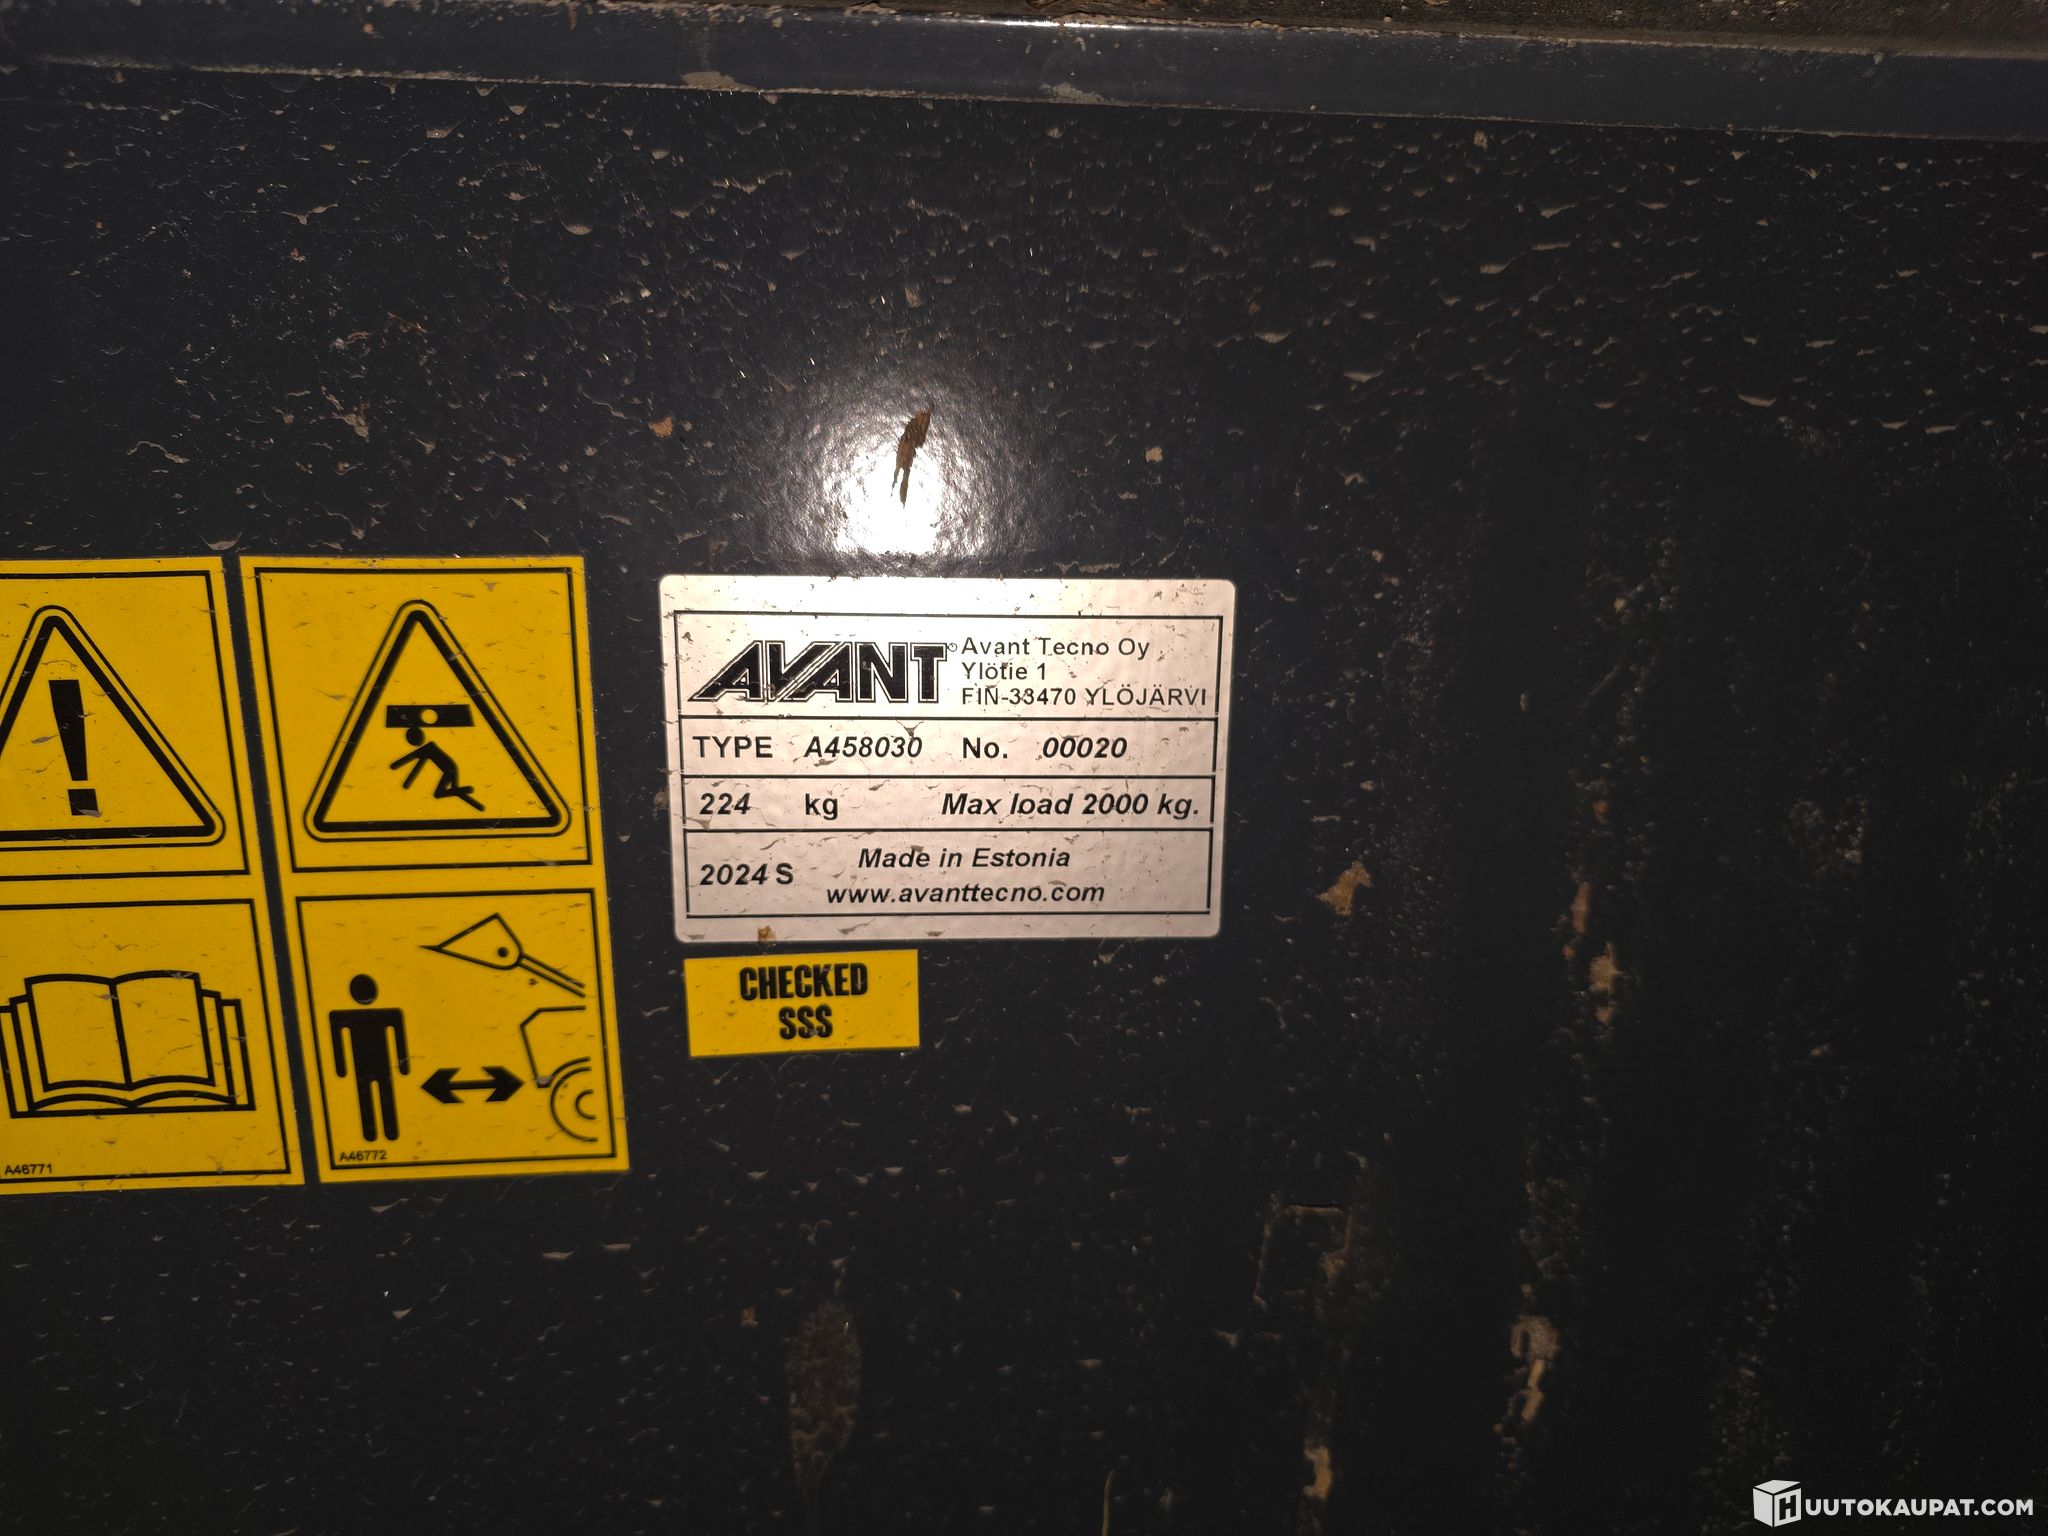 AVANT
Avant Tecno Oy
Ylötie 1
FIN-33470 YLÖJÄRVI
TYPE A458030 No. 00020
224 kg Max load 2000 kg.
2024 S
Made in Estonia
www.avanttecno.com
CHECKED
SSS
A46771
A46772
HUUTOKAUPAT.COM